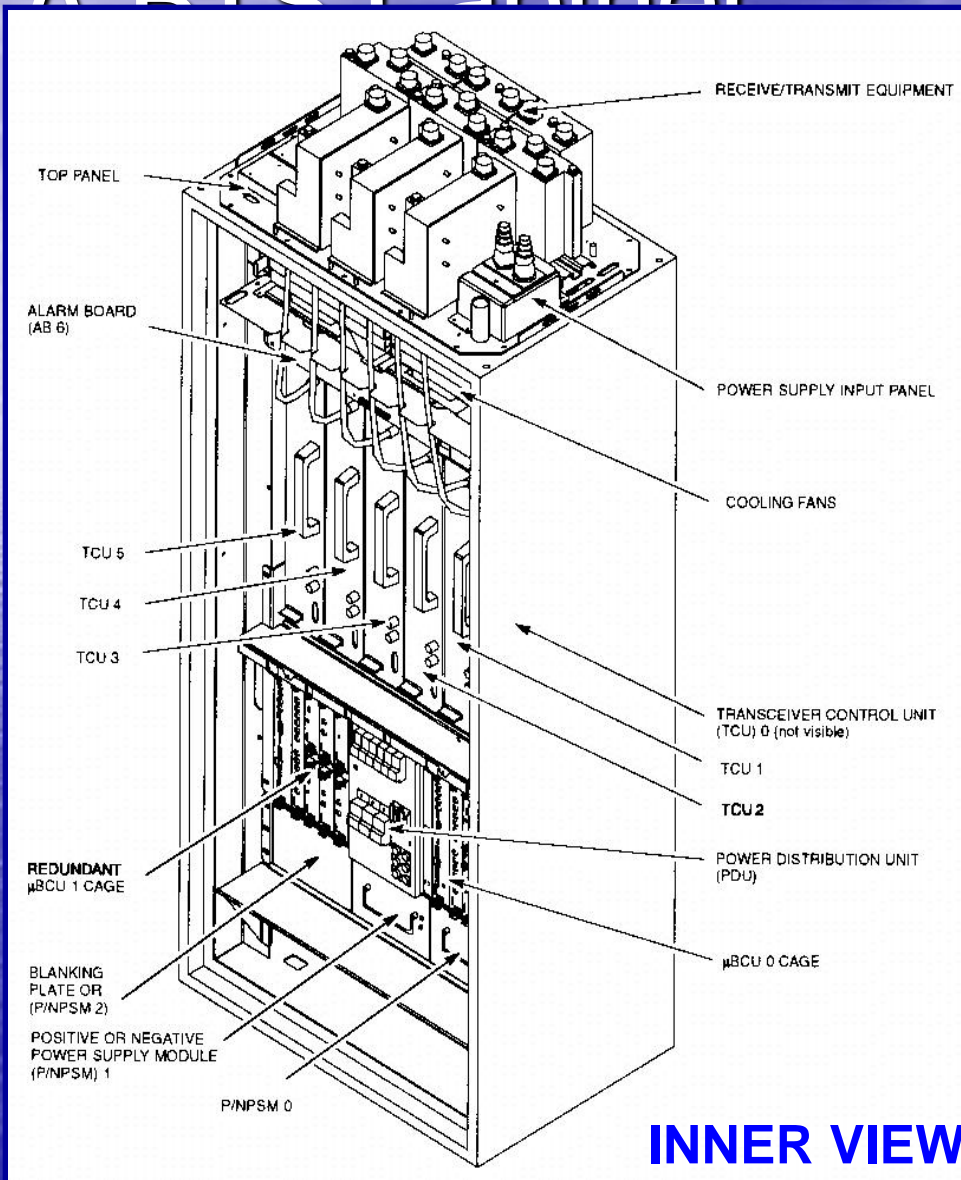 RECEIVE/TRANSMIT EQUIPMENT
TOP PANEL
ALARM BOARD
(AB 6)
POWER SUPPLY INPUT PANEL
COOLING FANS
TCU 5
TCU 4
TCU 3
TRANSCEIVER CONTROL UNIT
(TCU) 0 (not visible)
TCU 1
TCU 2
REDUNDANT
µBCU 1 CAGE
POWER DISTRIBUTION UNIT
(PDU)
µBCU 0 CAGE
BLANKING
PLATE OR
(P/NPSM 2)
POSITIVE OR NEGATIVE
POWER SUPPLY MODULE
(P/NPSM) 1
P/NPSM 0
INNER VIEW